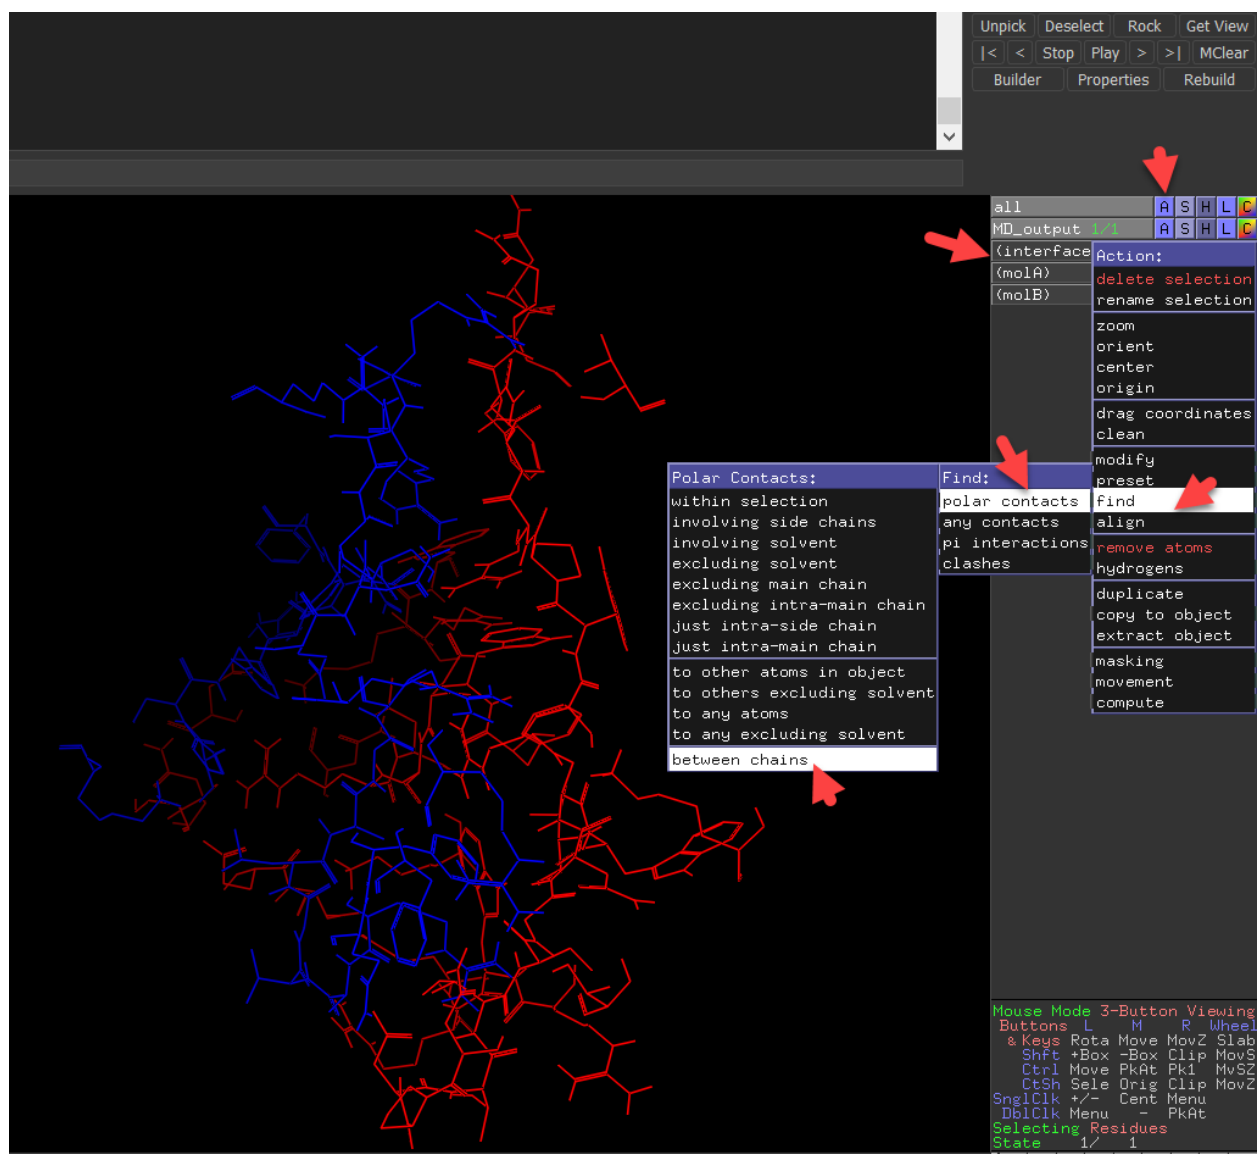 Unpick Deselect Rock Get View
|< < Stop Play > >| MClear
Builder Properties Rebuild
all A S H L C
MD_output 1/1 A S H L C
(interface
(molA)
(molB)
Action:
delete selection
rename selection
zoom
orient
center
origin
drag coordinates
clean
modify
preset
find
align
remove atoms
hydrogens
duplicate
copy to object
extract object
masking
movement
compute
Find:
polar contacts
any contacts
pi interactions
clashes
Polar Contacts:
within selection
involving side chains
involving solvent
excluding solvent
excluding main chain
excluding intra-main chain
just intra-side chain
just intra-main chain
to other atoms in object
to others excluding solvent
to any atoms
to any excluding solvent
between chains
Mouse Mode 3-Button Viewing
Buttons L M R Wheel
& Keys Rota Move MovZ Slab
Shft +Box -Box Clip MovS
Ctrl Move PkAt Pk1 MvSZ
CtSh Sele Orig Clip MovZ
SnglClk +/- Cent Menu
DblClk Menu - PkAt
Selecting Residues
State 1/ 1